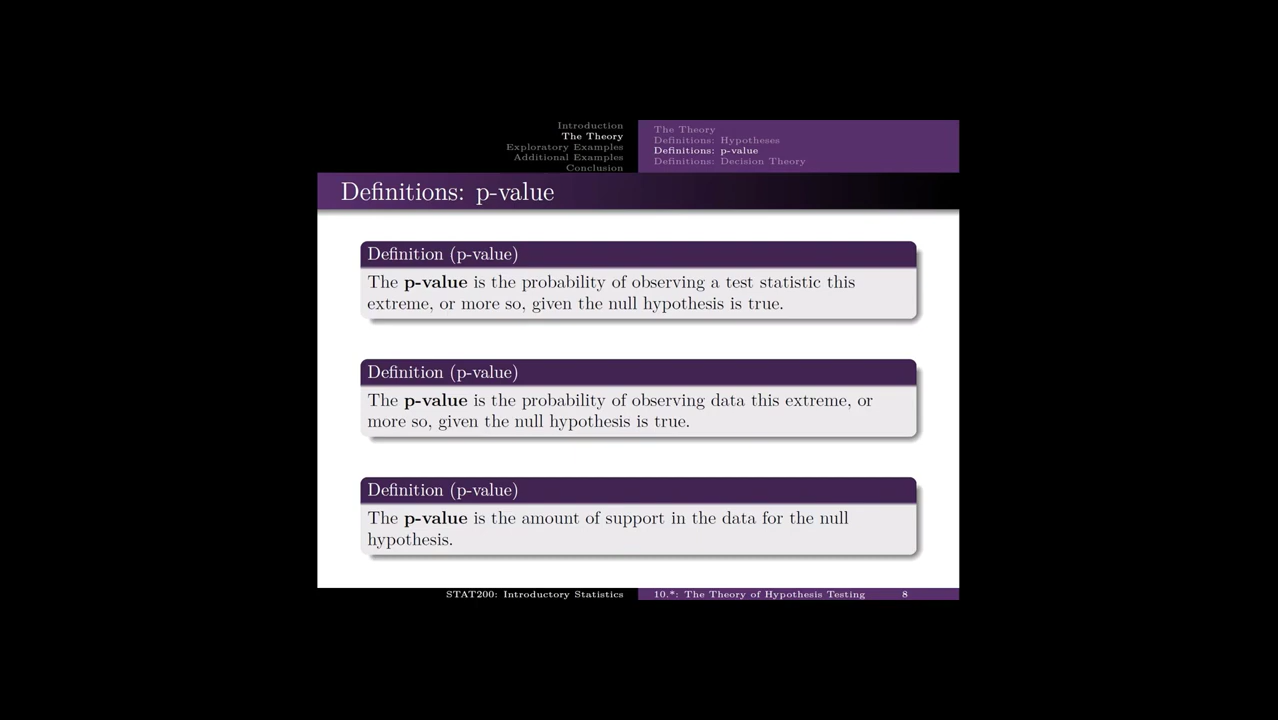 Introduction
The Theory
Exploratory Examples
Additional Examples
Conclusion
The Theory
Definitions: Hypotheses
Definitions: p-value
Definitions: Decision Theory
Definitions: p-value
Definition (p-value)
The p-value is the probability of observing a test statistic this
extreme, or more so, given the null hypothesis is true.
Definition (p-value)
The p-value is the probability of observing data this extreme, or
more so, given the null hypothesis is true.
Definition (p-value)
The p-value is the amount of support in the data for the null
hypothesis.
STAT200: Introductory Statistics
10.*: The Theory of Hypothesis Testing 8